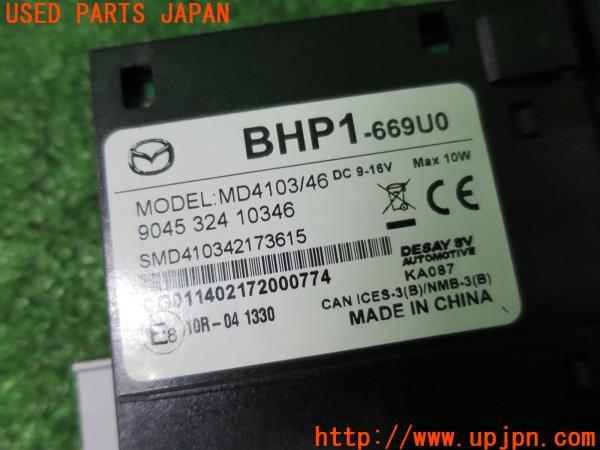 USED PARTS JAPAN
BHP1-669U0
MODEL:MD4103/46 DC 9-16V Max 10W
9045 324 10346
SMD410342173615
DESAY SV
AUTOMOTIVE
KA087
CG011402172000774
CAN ICES-3(B)/NMB-3(B)
E8 10R-04 1330
MADE IN CHINA
UPJ
http://www.upjpn.com/